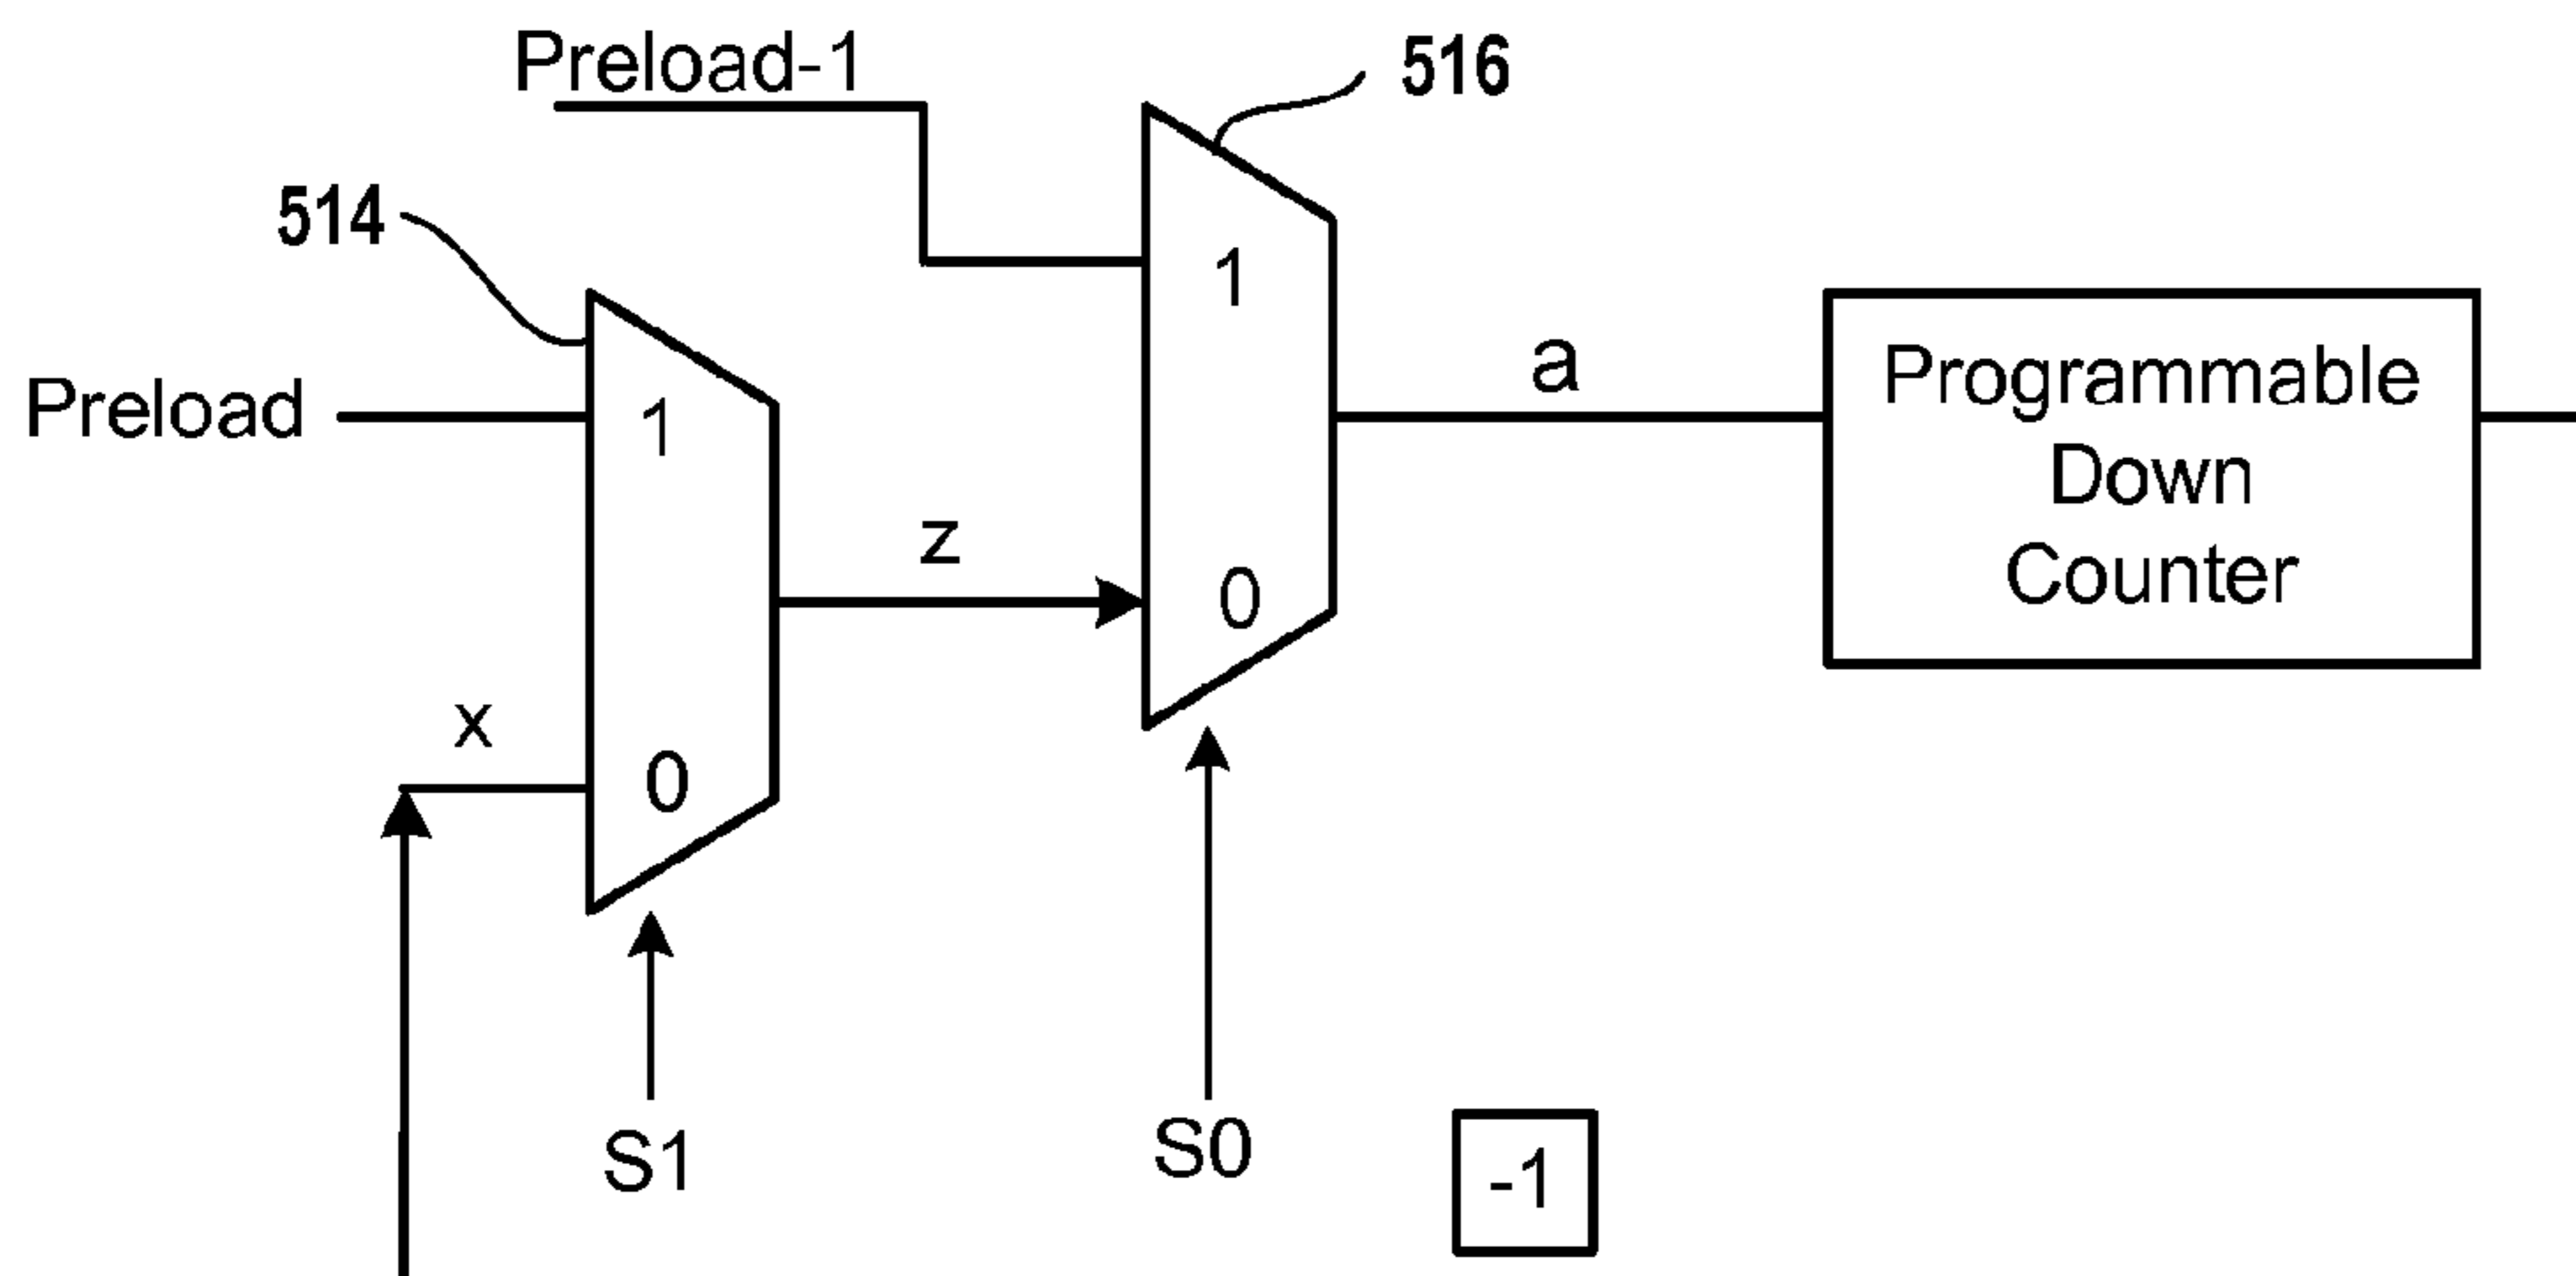 Preload-1
516
514
1
Preload
1
a
Programmable
Down
Counter
z
0
x
0
S1
S0
-1